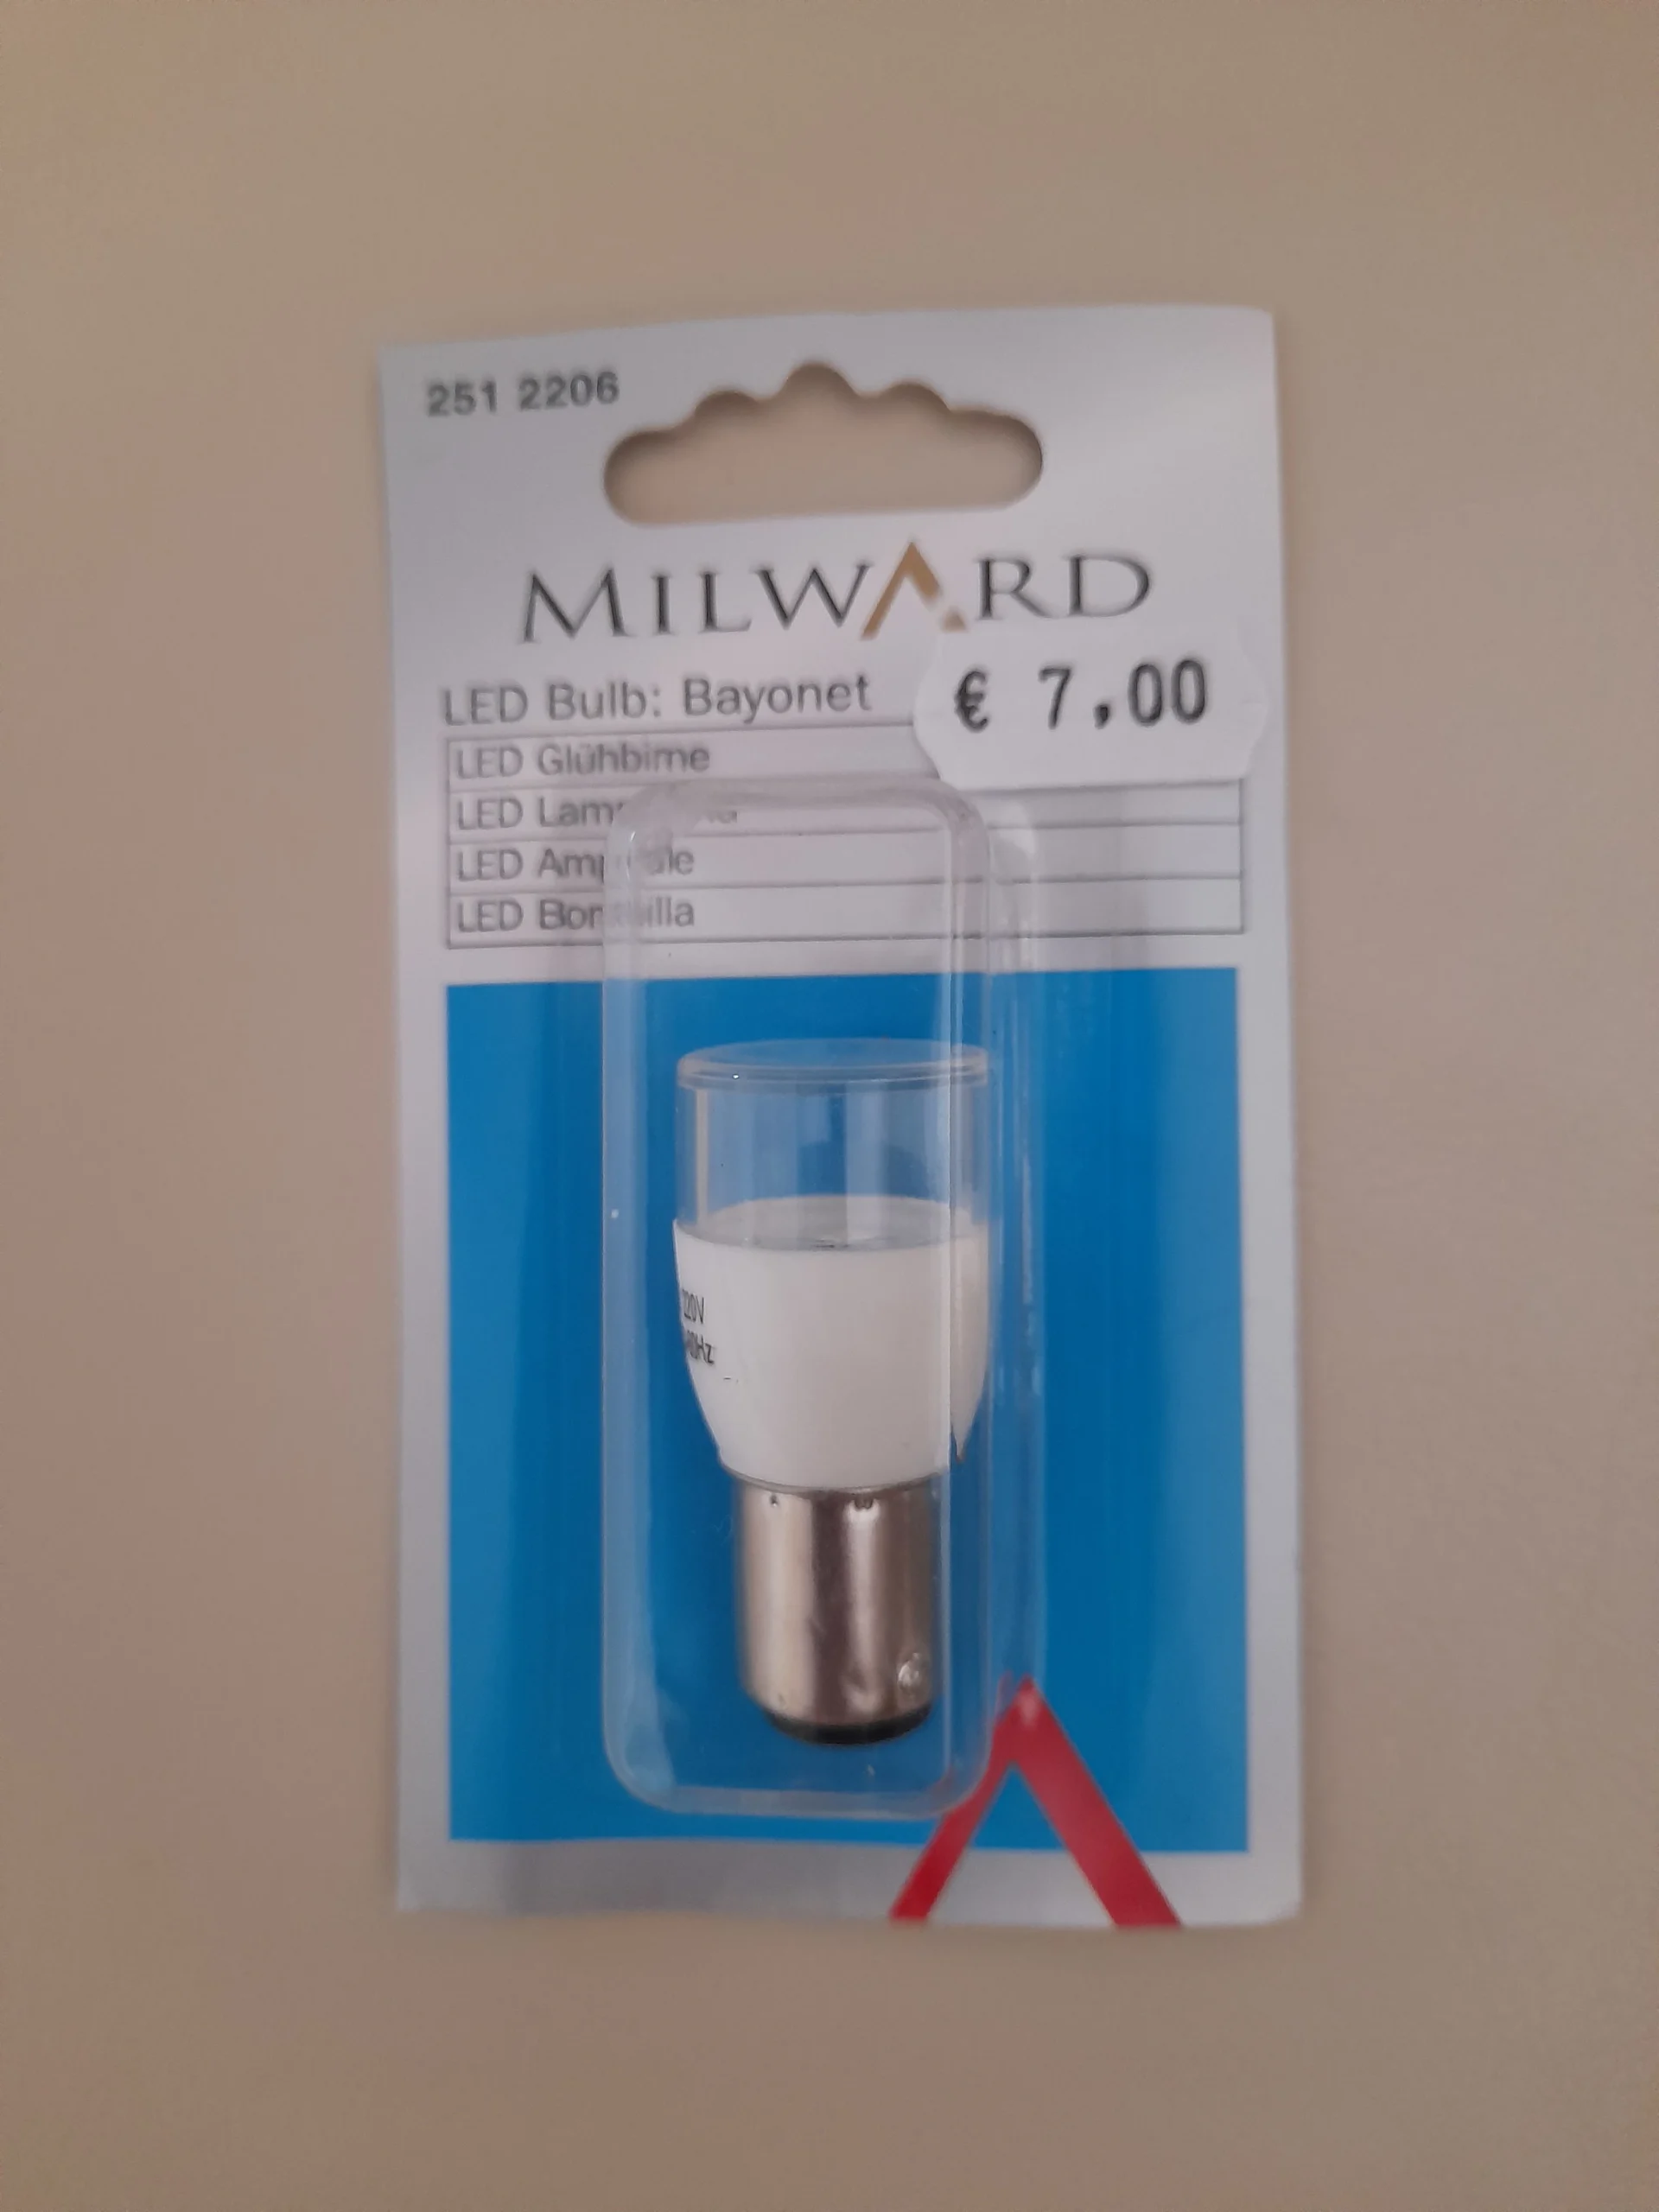 251 2206
MILWARD
LED Bulb: Bayonet
€ 7,00
LED Glühbirne
LED
LED
LED
220V